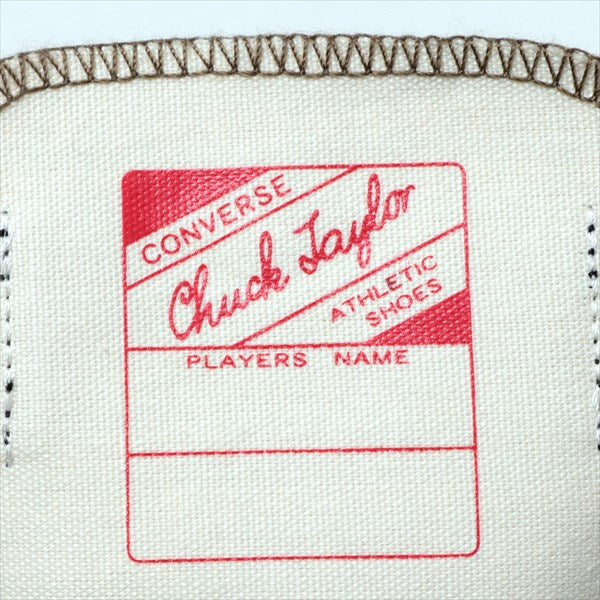 CONVERSE
Chuck Taylor
ATHLETIC
SHOES
PLAYERS NAME